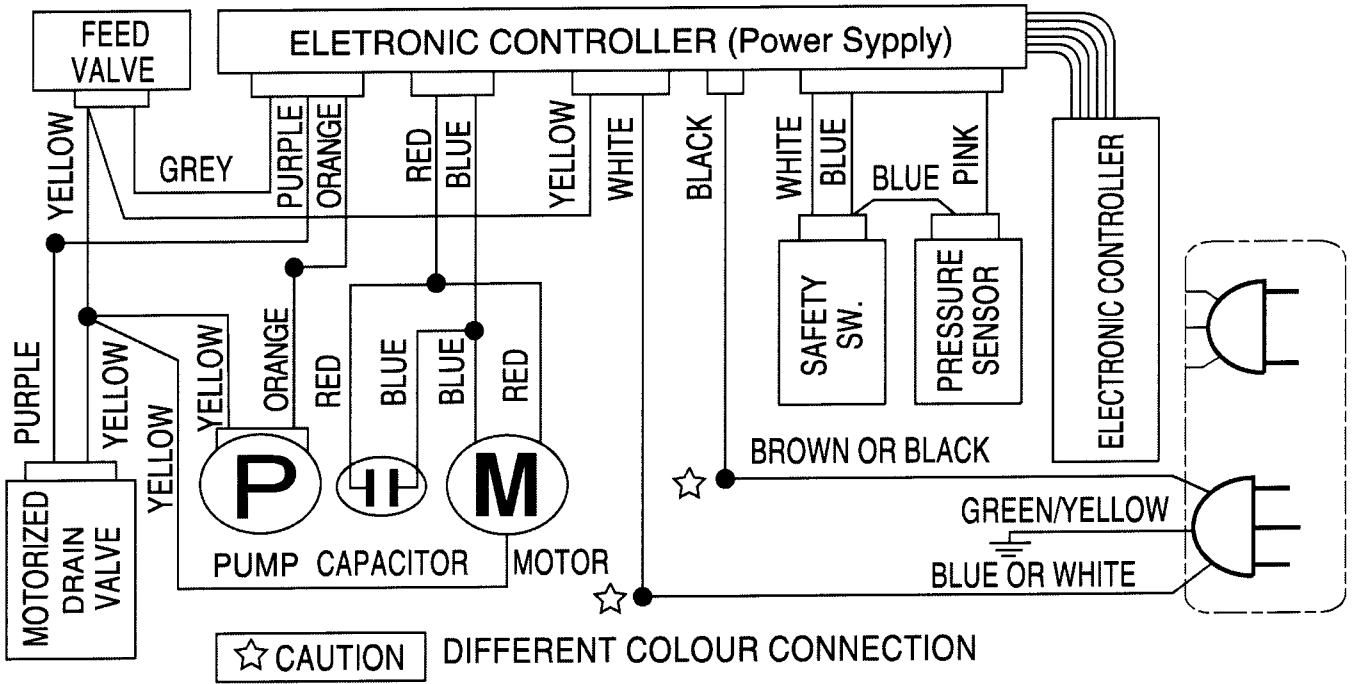 FEED
VALVE
ELETRONIC CONTROLLER (Power Sypply)
YELLOW
GREY
PURPLE
ORANGE
RED
BLUE
YELLOW
WHITE
BLACK
WHITE
BLUE
BLUE
PINK
SAFETY
SW.
PRESSURE
SENSOR
ELECTRONIC CONTROLLER
PURPLE
YELLOW
YELLOW
YELLOW
ORANGE
RED
BLUE
BLUE
RED
BROWN OR BLACK
GREEN/YELLOW
BLUE OR WHITE
MOTORIZED
DRAIN
VALVE
P
M
PUMP
CAPACITOR
MOTOR
CAUTION
DIFFERENT COLOUR CONNECTION